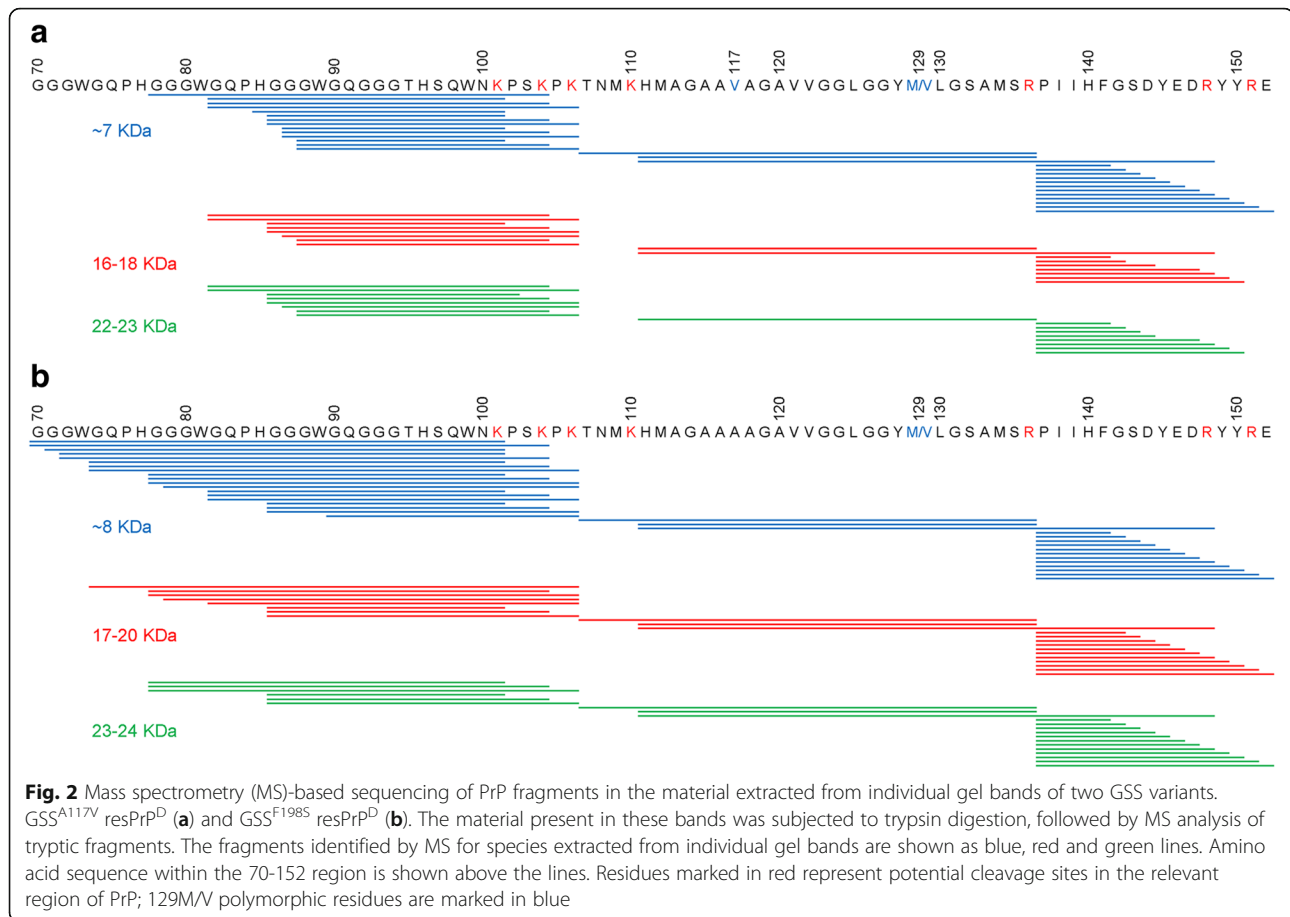 a
70 80 90 100 110 117 120 129 130 140 150
GGGWGQPHGGGWGQPHGGGWGQGGGTHSQWNKPSKPKTNMKHMAGAAVAGAVVGGLGGYM/VLGSAMSRPIIHFGSDYEDRYYRE
~7 KDa
16-18 KDa
22-23 KDa
b
70 80 90 100 110 120 129 130 140 150
GGGWGQPHGGGWGQPHGGGWGQGGGTHSQWNKPSKPKTNMKHMAGAAAAGAVVGGLGGYM/VLGSAMSRPIIHFGSDYEDRYYRE
~8 KDa
17-20 KDa
23-24 KDa
Fig. 2 Mass spectrometry (MS)-based sequencing of PrP fragments in the material extracted from individual gel bands of two GSS variants.
GSS^A117V resPrP^D (a) and GSS^F198S resPrP^D (b). The material present in these bands was subjected to trypsin digestion, followed by MS analysis of
tryptic fragments. The fragments identified by MS for species extracted from individual gel bands are shown as blue, red and green lines. Amino
acid sequence within the 70-152 region is shown above the lines. Residues marked in red represent potential cleavage sites in the relevant
region of PrP; 129M/V polymorphic residues are marked in blue